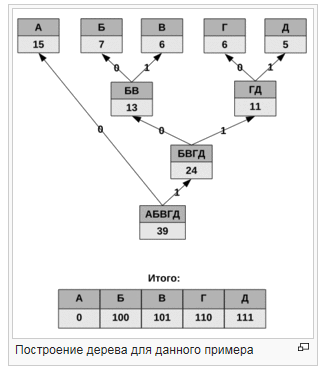 А Б В Г Д
15 7 6 6 5
0 1 0 1
БВ ГД
13 11
0 0 1
БВГД
24
1
АБВГД
39
Итого:
А Б В Г Д
0 100 101 110 111
Построение дерева для данного примера